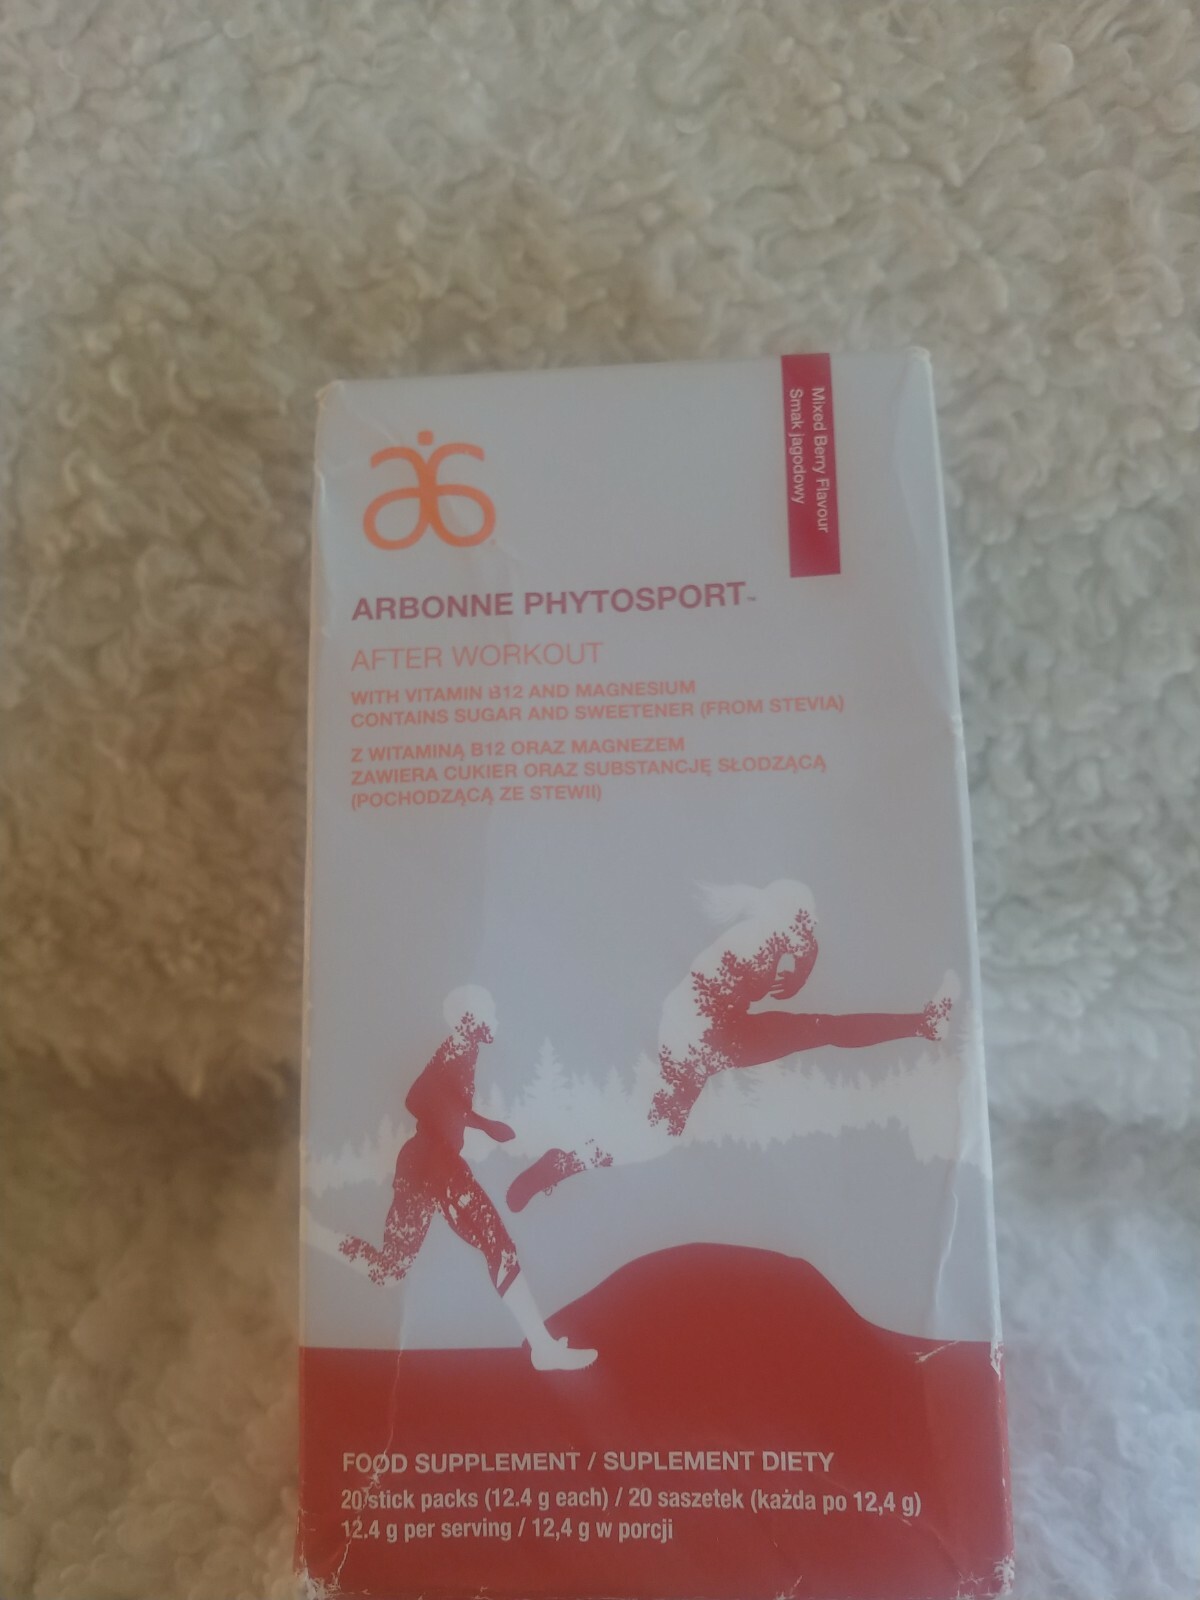 Mixed Berry Flavour
Smak jagodowy
ARBONNE PHYTOSPORT™
AFTER WORKOUT
WITH VITAMIN B12 AND MAGNESIUM
CONTAINS SUGAR AND SWEETENER (FROM STEVIA)
Z WITAMINĄ B12 ORAZ MAGNEZEM
ZAWIERA CUKIER ORAZ SUBSTANCJĘ SŁODZĄCĄ
(POCHODZĄCĄ ZE STEWII)
FOOD SUPPLEMENT / SUPLEMENT DIETY
20 stick packs (12.4 g each) / 20 saszetek (każda po 12,4 g)
12.4 g per serving / 12,4 g w porcji